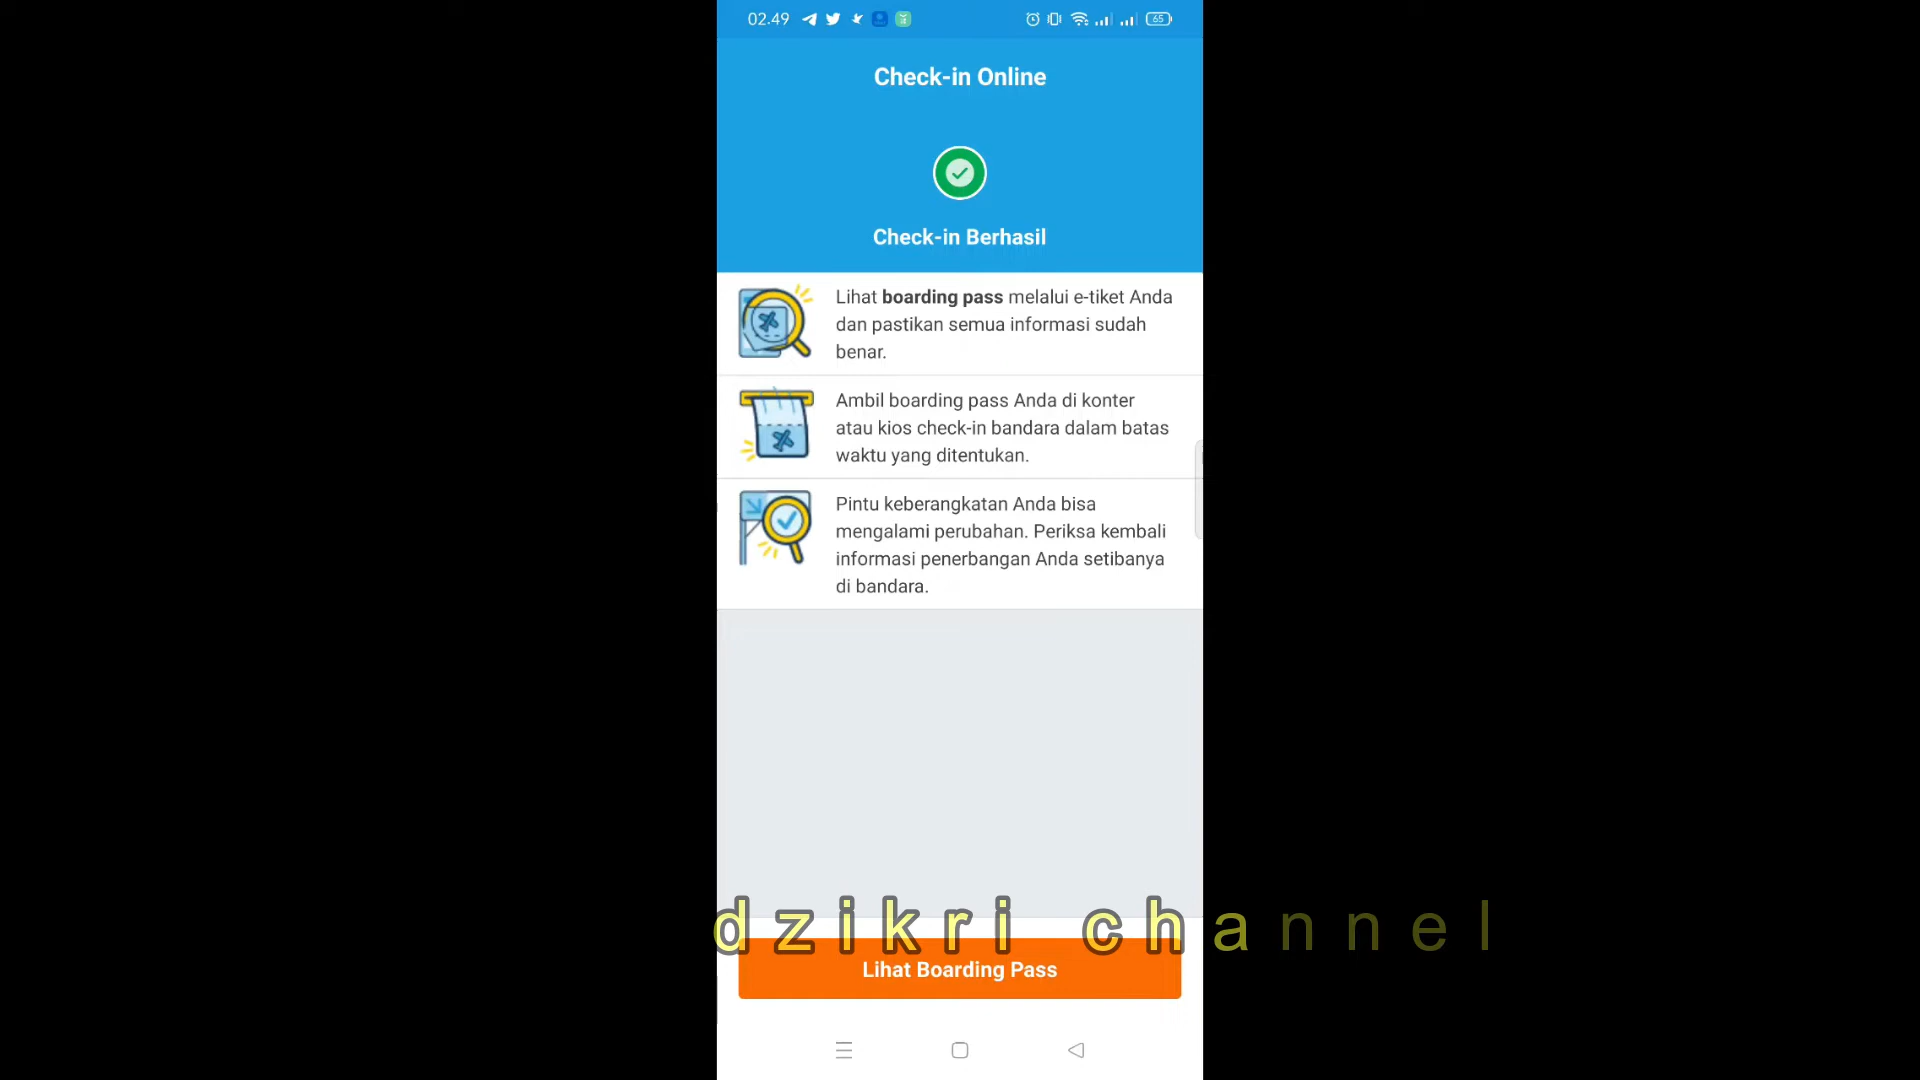 02.49
65
Check-in Online
Check-in Berhasil
Lihat boarding pass melalui e-tiket Anda
dan pastikan semua informasi sudah
benar.
Ambil boarding pass Anda di konter
atau kios check-in bandara dalam batas
waktu yang ditentukan.
Pintu keberangkatan Anda bisa
mengalami perubahan. Periksa kembali
informasi penerbangan Anda setibanya
di bandara.
dzikri channel
Lihat Boarding Pass